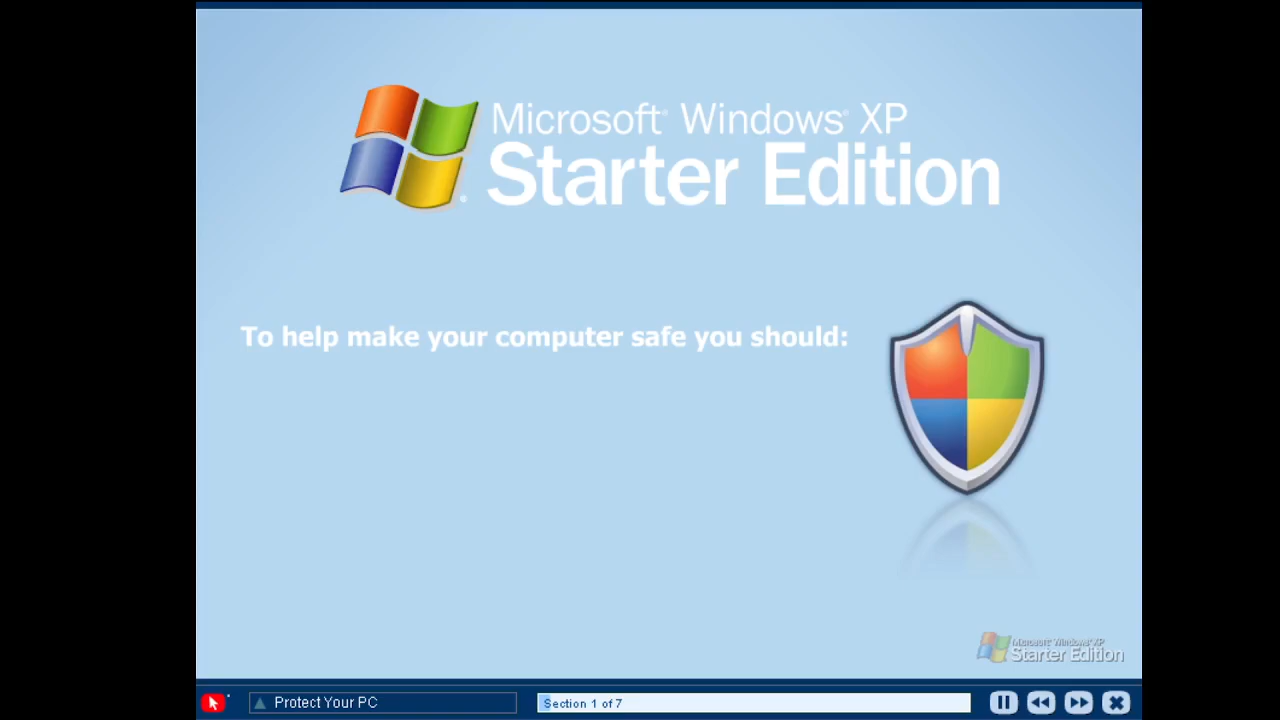 Microsoft® Windows® XP
Starter Edition
To help make your computer safe you should:
Microsoft® Windows® XP
Starter Edition
Protect Your PC
Section 1 of 7